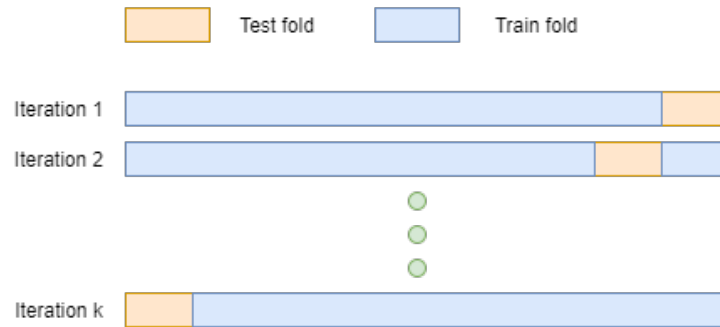 Test fold
Train fold
Iteration 1
Iteration 2
Iteration k